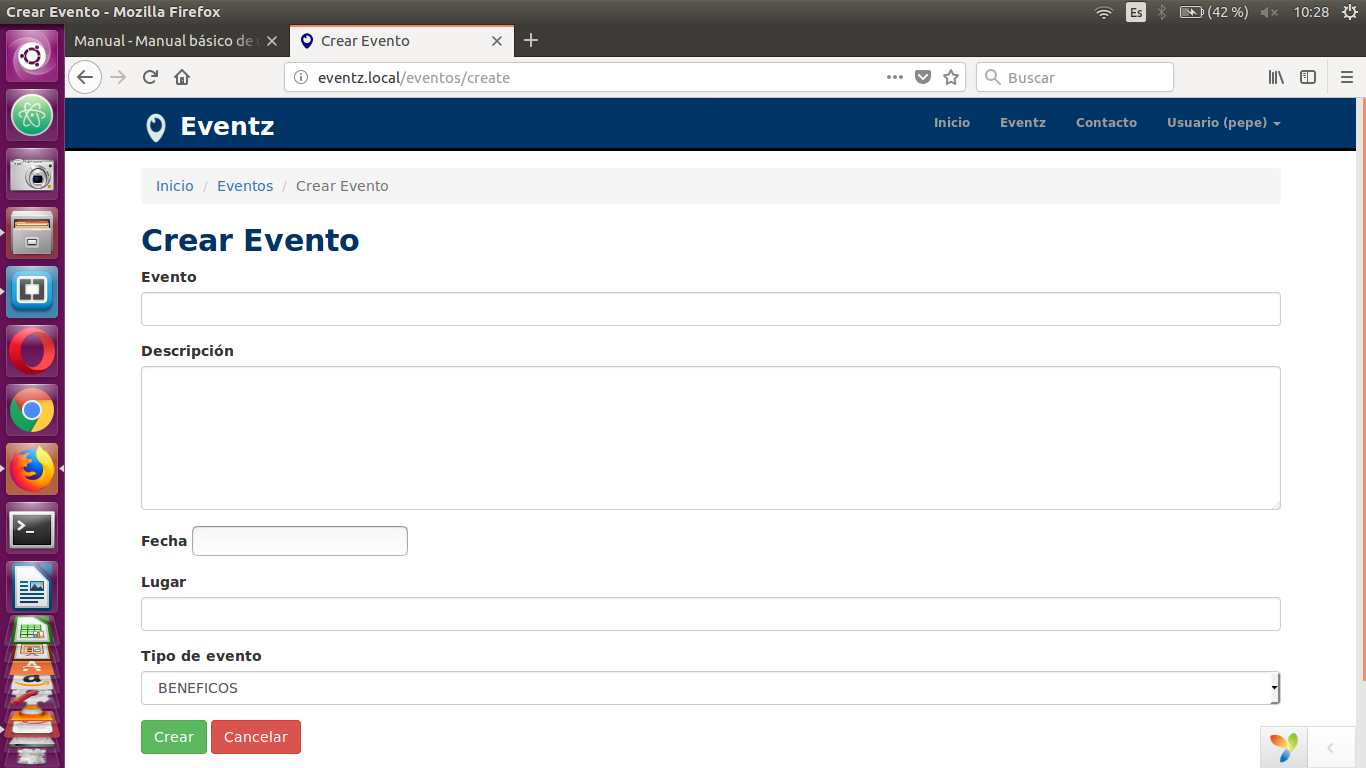 Crear Evento - Mozilla Firefox
Es
(42 %)
10:28
Manual - Manual básico de
Crear Evento
eventz.local/eventos/create
Buscar
Eventz
Inicio
Eventz
Contacto
Usuario (pepe)
Inicio / Eventos / Crear Evento
Crear Evento
Evento
Descripción
Fecha
Lugar
Tipo de evento
BENEFICOS
Crear
Cancelar